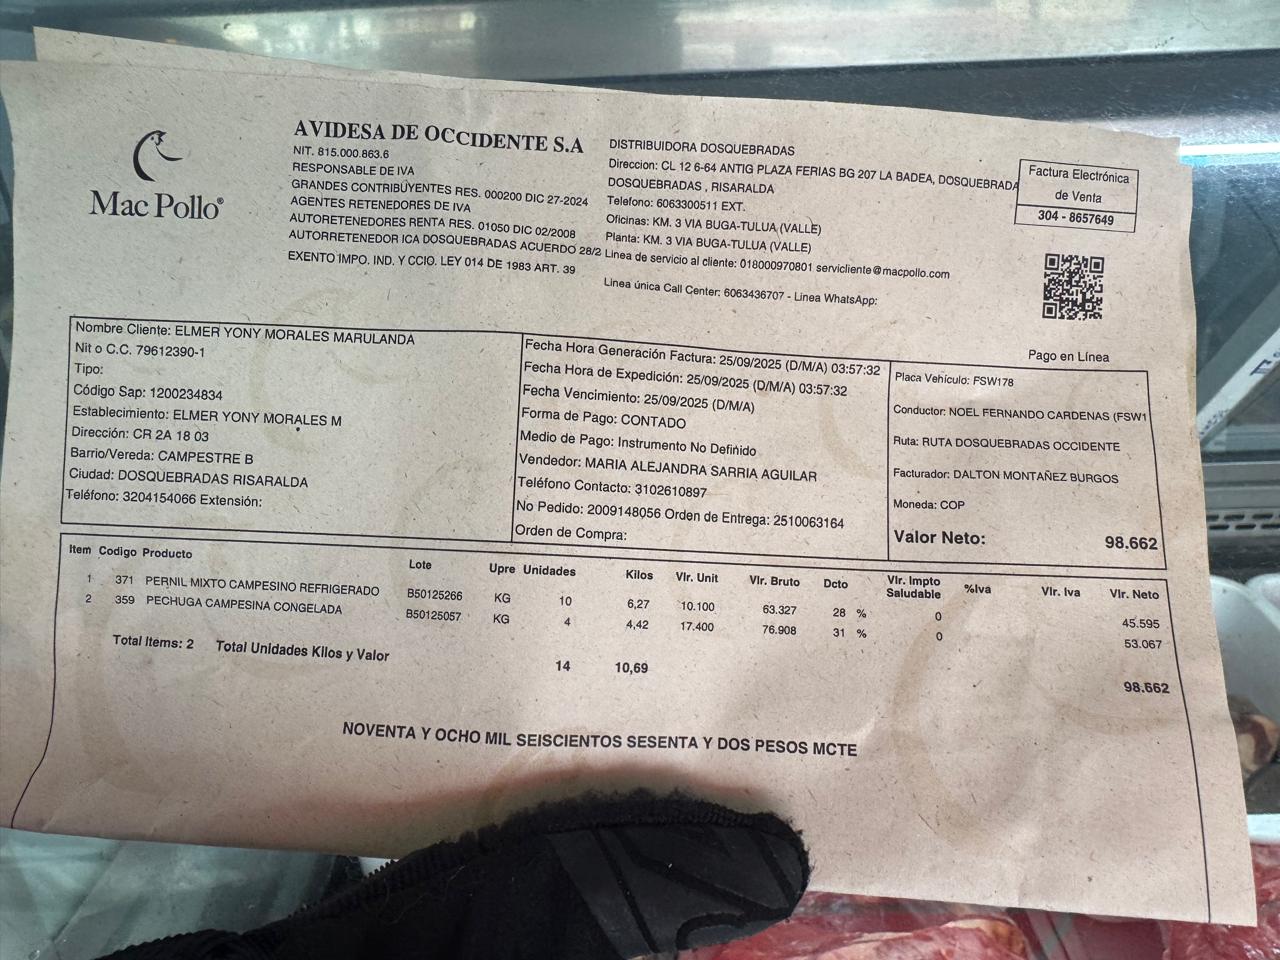 Mac Pollo®
AVIDESA DE OCCIDENTE S.A
NIT. 815.000.863.6
RESPONSABLE DE IVA
GRANDES CONTRIBUYENTES RES. 000200 DIC 27-2024
AGENTES RETENEDORES DE IVA
AUTORETENEDORES RENTA RES. 01050 DIC 02/2008
AUTORRETENEDOR ICA DOSQUEBRADAS ACUERDO 28/2
EXENTO IMPO. IND. Y CCIO. LEY 014 DE 1983 ART. 39
DISTRIBUIDORA DOSQUEBRADAS
Direccion: CL 12 6-64 ANTIG PLAZA FERIAS BG 207 LA BADEA, DOSQUEBRADA
DOSQUEBRADAS , RISARALDA
Telefono: 6063300511 EXT.
Oficinas: KM. 3 VIA BUGA-TULUA (VALLE)
Planta: KM. 3 VIA BUGA-TULUA (VALLE)
Linea de servicio al cliente: 018000970801 servicliente@macpollo.com
Linea única Call Center: 6063436707 - Linea WhatsApp:
Factura Electrónica
de Venta
304 - 8657649
Pago en Línea
Nombre Cliente: ELMER YONY MORALES MARULANDA
Nit o C.C. 79612390-1
Tipo:
Código Sap: 1200234834
Establecimiento: ELMER YONY MORALES M
Dirección: CR 2A 18 03
Barrio/Vereda: CAMPESTRE B
Ciudad: DOSQUEBRADAS RISARALDA
Teléfono: 3204154066 Extensión:
Fecha Hora Generación Factura: 25/09/2025 (D/M/A) 03:57:32
Fecha Hora de Expedición: 25/09/2025 (D/M/A) 03:57:32
Fecha Vencimiento: 25/09/2025 (D/M/A)
Forma de Pago: CONTADO
Medio de Pago: Instrumento No Definido
Vendedor: MARIA ALEJANDRA SARRIA AGUILAR
Teléfono Contacto: 3102610897
No Pedido: 2009148056 Orden de Entrega: 2510063164
Orden de Compra:
Placa Vehículo: FSW178
Conductor: NOEL FERNANDO CARDENAS (FSW1
Ruta: RUTA DOSQUEBRADAS OCCIDENTE
Facturador: DALTON MONTAÑEZ BURGOS
Moneda: COP
Valor Neto: 98.662
Item Codigo Producto Lote Upre Unidades Kilos Vlr. Unit Vlr. Bruto Dcto Vlr. Impto Saludable %Iva Vlr. Iva Vlr. Neto
1 371 PERNIL MIXTO CAMPESINO REFRIGERADO B50125266 KG 10 6,27 10.100 63.327 28 % 0 45.595
2 359 PECHUGA CAMPESINA CONGELADA B50125057 KG 4 4,42 17.400 76.908 31 % 0 53.067
Total Items: 2 Total Unidades Kilos y Valor 14 10,69 98.662
NOVENTA Y OCHO MIL SEISCIENTOS SESENTA Y DOS PESOS MCTE